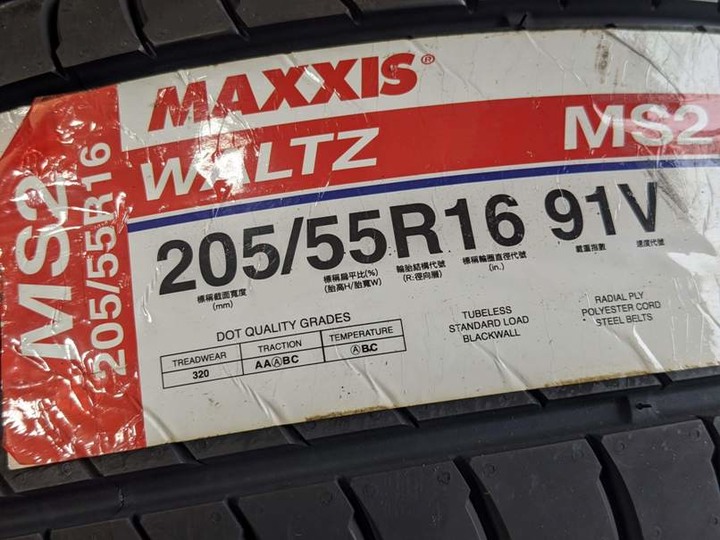 MAXXIS®
WALTZ MS2
205/55R16 91V
標稱截面寬度
(mm)
標稱扁平比(%)
(胎高H/胎寬W)
輪胎結構代號
(R:徑向層)
標稱輪圈直徑代號
(in.)
載重指數
速度代號
DOT QUALITY GRADES
TREADWEAR TRACTION TEMPERATURE
320 AAⒶBC ⒶBC
TUBELESS
STANDARD LOAD
BLACKWALL
RADIAL PLY
POLYESTER CORD
STEEL BELTS
MS2
205/55R16